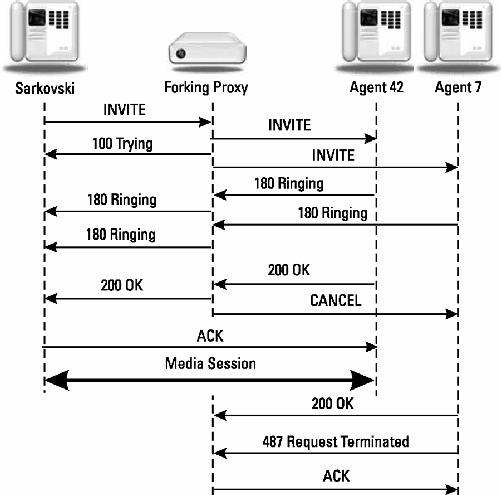 Sarkovski
Forking Proxy
Agent 42
Agent 7
INVITE
INVITE
100 Trying
INVITE
180 Ringing
180 Ringing
180 Ringing
180 Ringing
200 OK
200 OK
CANCEL
ACK
Media Session
200 OK
487 Request Terminated
ACK